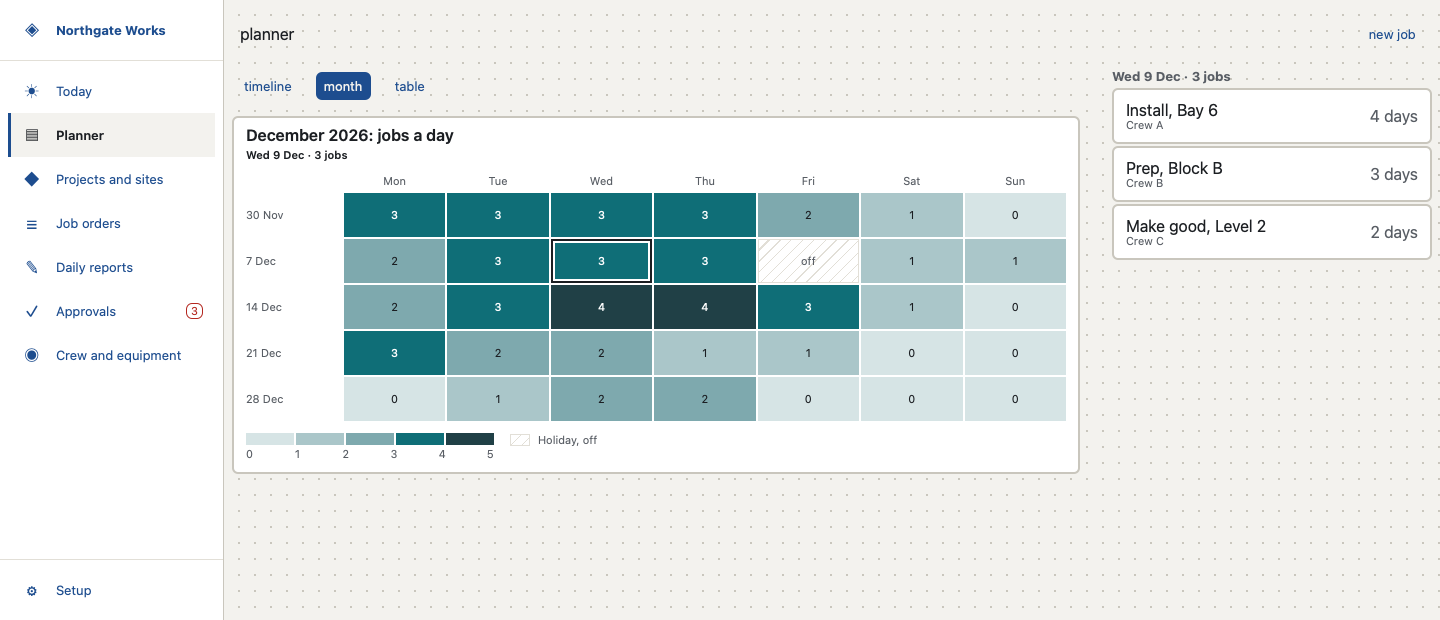 Northgate Works
Today
Planner
Projects and sites
Job orders
Daily reports
Approvals 3
Crew and equipment
Setup
planner
new job
timeline month table
December 2026: jobs a day
Wed 9 Dec · 3 jobs
Mon Tue Wed Thu Fri Sat Sun
30 Nov 3 3 3 3 2 1 0
7 Dec 2 3 3 3 off 1 1
14 Dec 2 3 4 4 3 1 0
21 Dec 3 2 2 1 1 0 0
28 Dec 0 1 2 2 0 0 0
0 1 2 3 4 5
Holiday, off
Wed 9 Dec · 3 jobs
Install, Bay 6
Crew A
4 days
Prep, Block B
Crew B
3 days
Make good, Level 2
Crew C
2 days